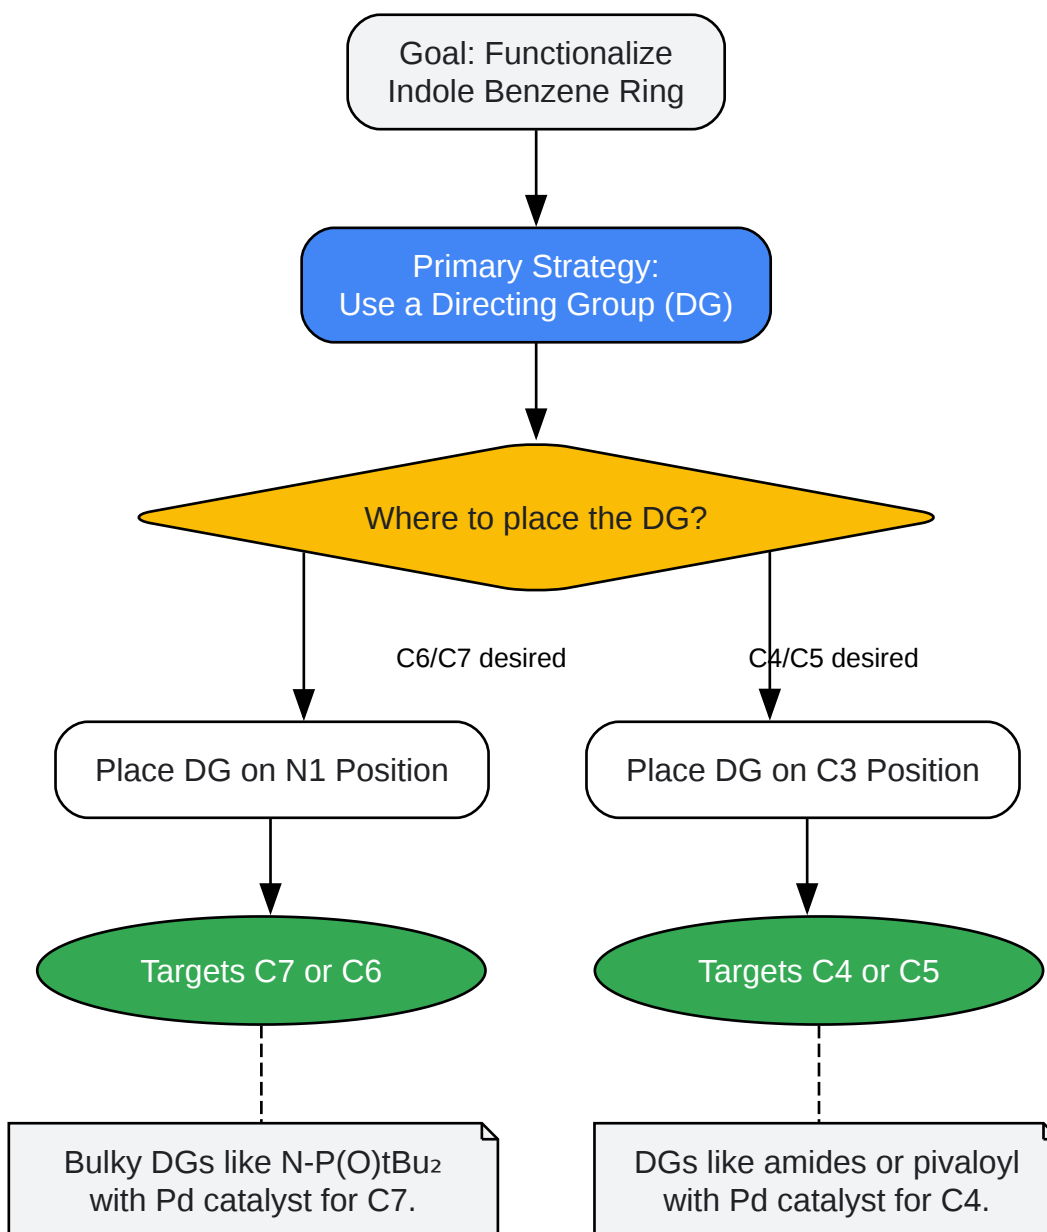 Goal: Functionalize
Indole Benzene Ring
Primary Strategy:
Use a Directing Group (DG)
Where to place the DG?
C6/C7 desired
C4/C5 desired
Place DG on N1 Position
Place DG on C3 Position
Targets C7 or C6
Targets C4 or C5
Bulky DGs like N-P(O)tBu₂
with Pd catalyst for C7.
DGs like amides or pivaloyl
with Pd catalyst for C4.